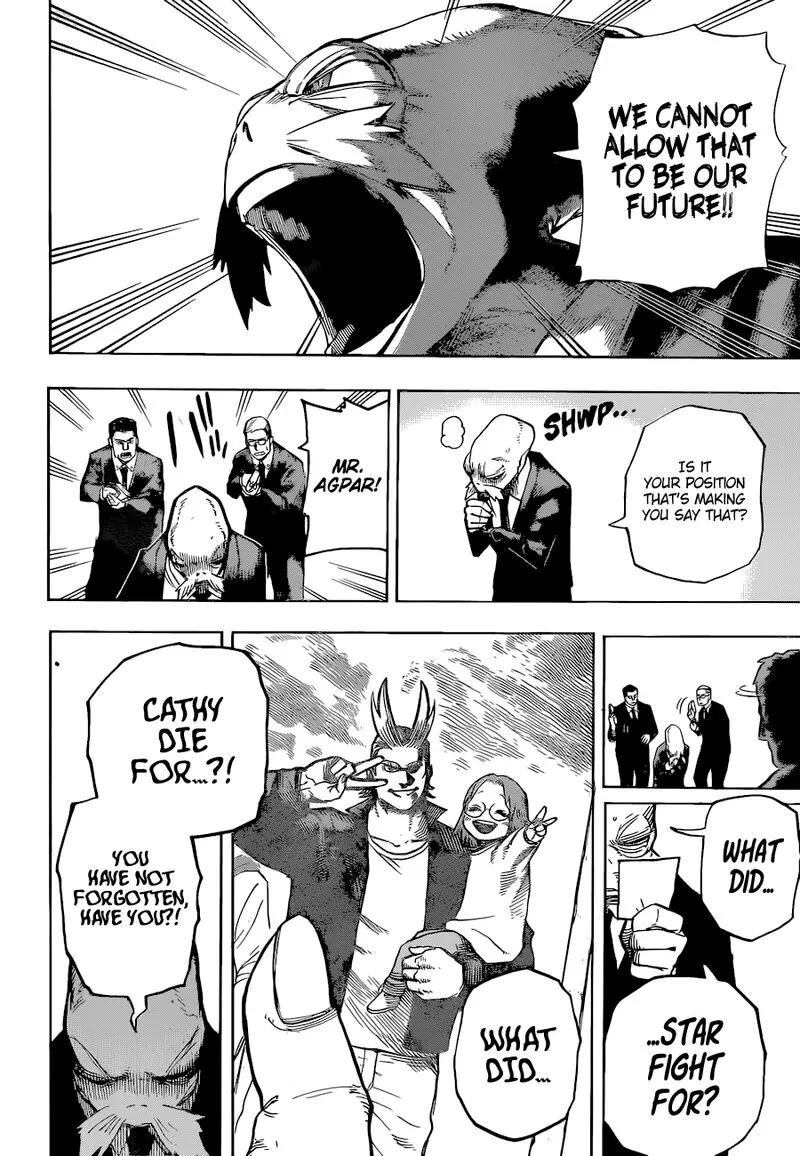 WE CANNOT
ALLOW THAT
TO BE OUR
FUTURE!!
SHWP...
IS IT
YOUR POSITION
THAT'S MAKING
YOU SAY THAT?
MR.
AGPAR!
WHAT
DID...
...STAR
FIGHT
FOR?
WHAT
DID...
CATHY
DIE
FOR...?!
YOU
HAVE NOT
FORGOTTEN,
HAVE YOU?!